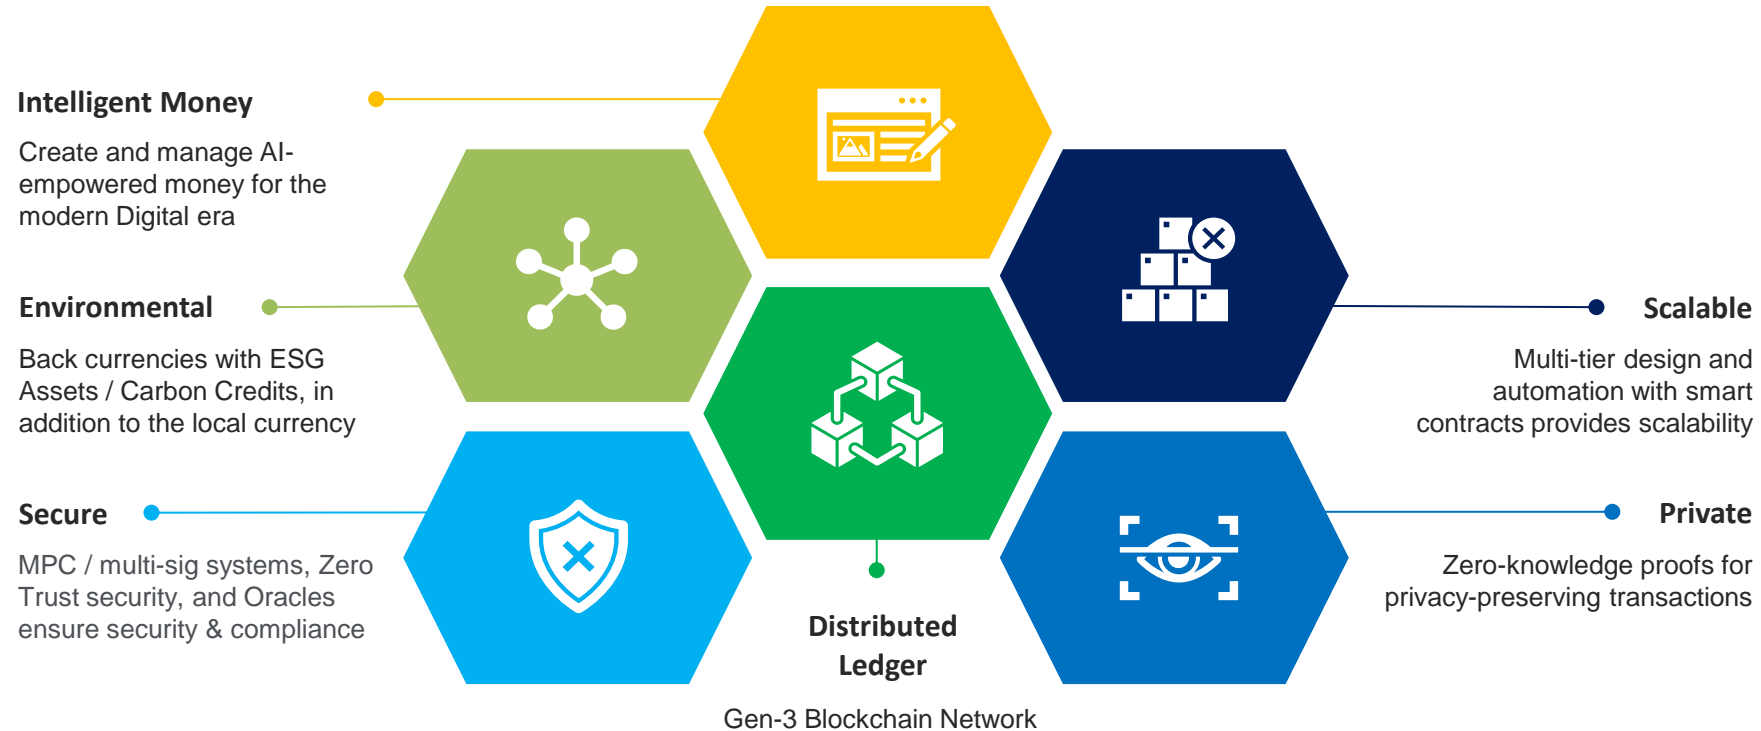 Intelligent Money
Create and manage AI-
empowered money for the
modern Digital era
Environmental
Back currencies with ESG
Assets / Carbon Credits, in
addition to the local currency
Secure
MPC / multi-sig systems, Zero
Trust security, and Oracles
ensure security & compliance
Distributed
Ledger
Gen-3 Blockchain Network
Scalable
Multi-tier design and
automation with smart
contracts provides scalability
Private
Zero-knowledge proofs for
privacy-preserving transactions